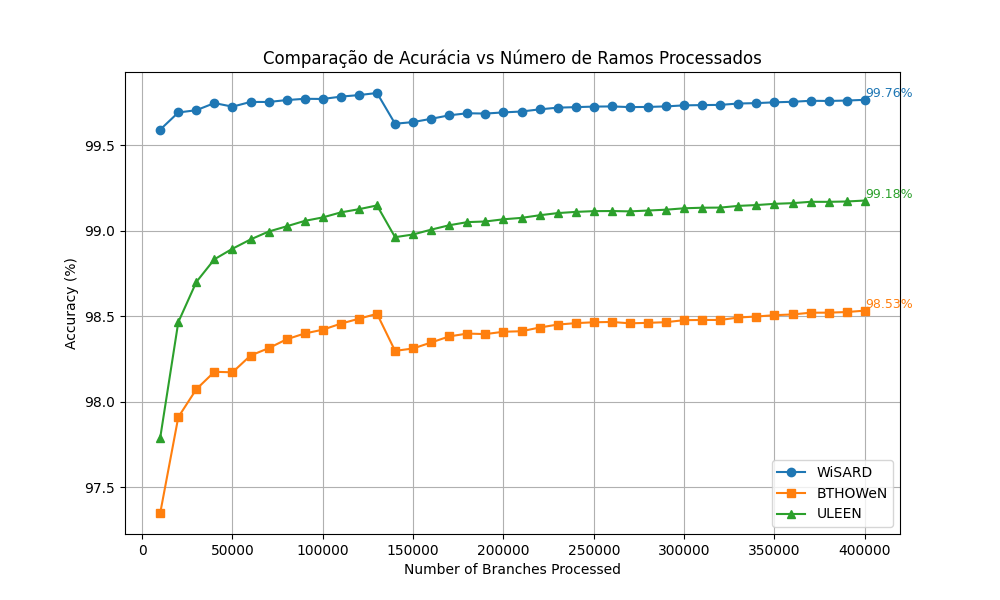 Comparação de Acurácia vs Número de Ramos Processados
99.76%
99.18%
98.53%
Accuracy (%)
99.5
99.0
98.5
98.0
97.5
WiSARD
BTHOWeN
ULEEN
0 50000 100000 150000 200000 250000 300000 350000 400000
Number of Branches Processed